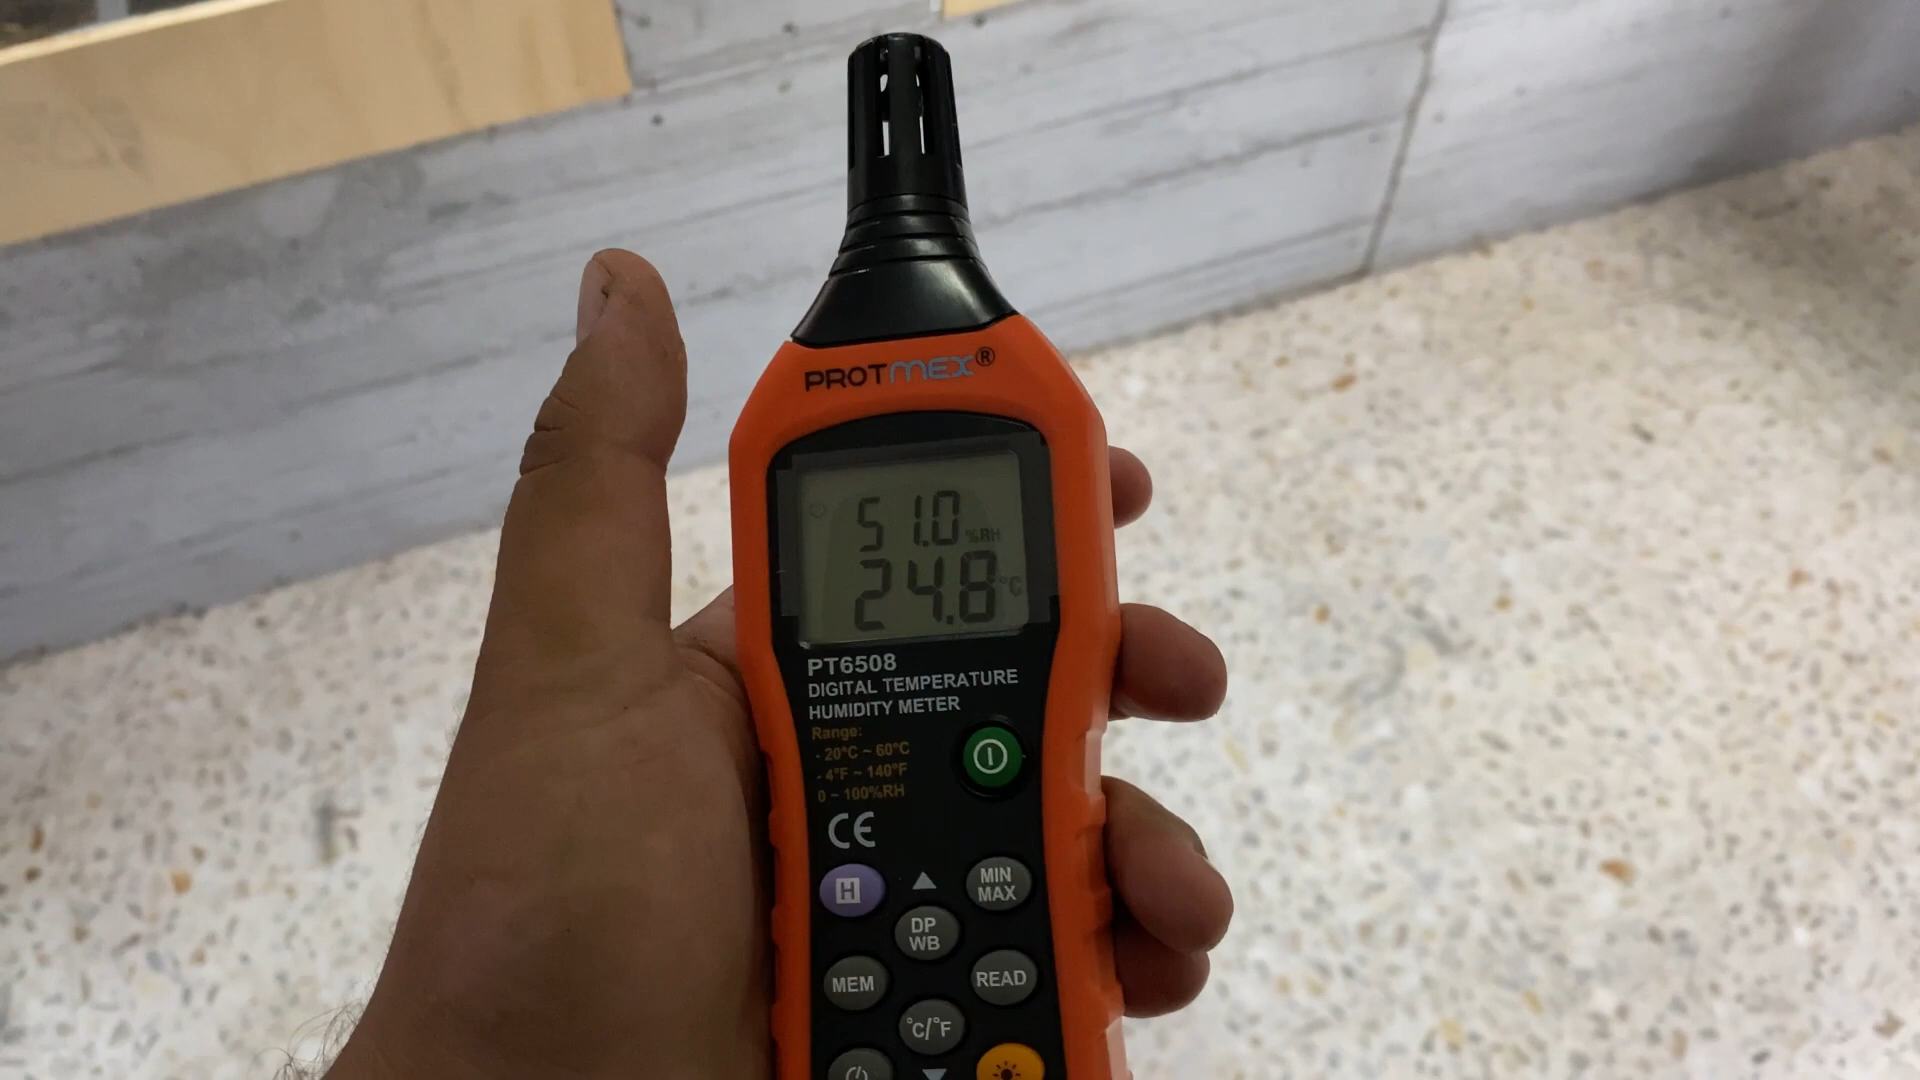 PROTMEX®
51.0 %RH
24.8 °C
PT6508
DIGITAL TEMPERATURE
HUMIDITY METER
Range:
- 20°C ~ 60°C
- 4°F ~ 140°F
0 ~ 100%RH
CE
H
MIN
MAX
DP
WB
MEM
READ
°C/°F